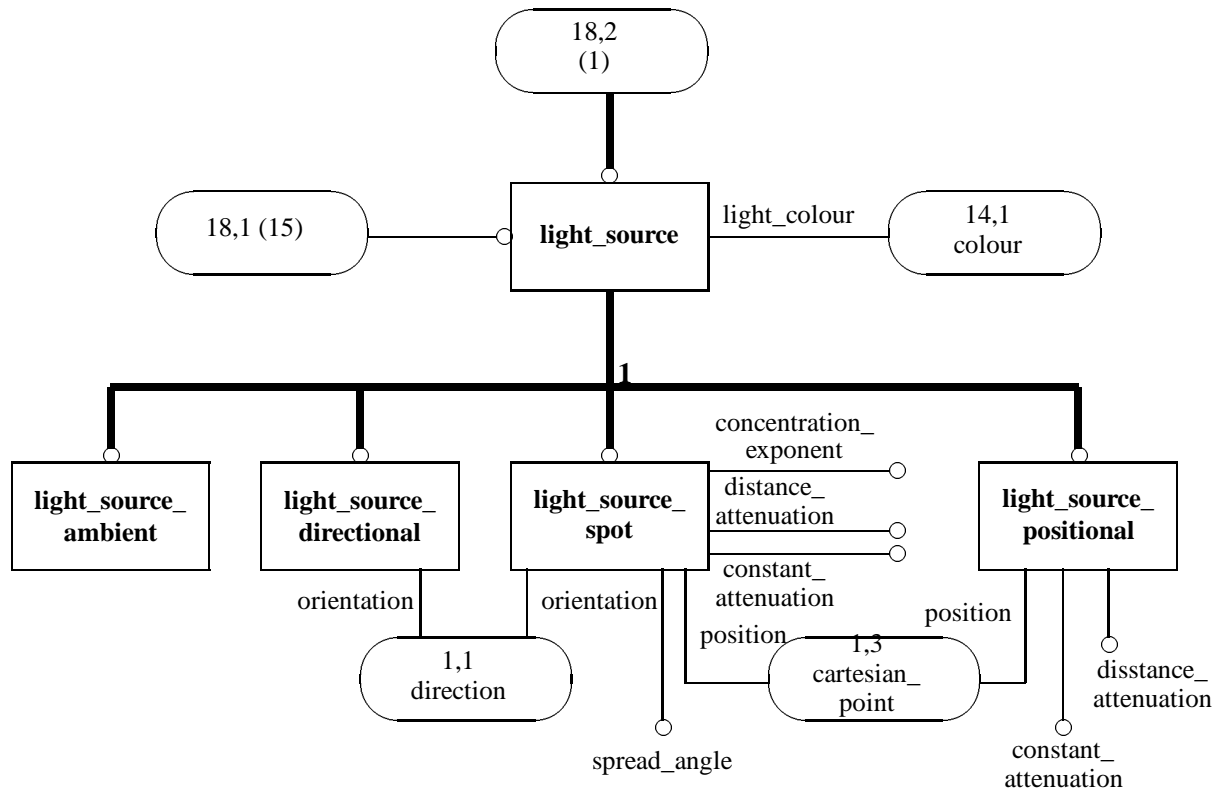 18,2
(1)
18,1 (15)
light_source
light_colour
14,1
colour
1
light_source_
ambient
light_source_
directional
light_source_
spot
concentration_
exponent
distance_
attenuation
constant_
attenuation
light_source_
positional
orientation
orientation
position
position
1,1
direction
1,3
cartesian_
point
disstance_
attenuation
spread_angle
constant_
attenuation